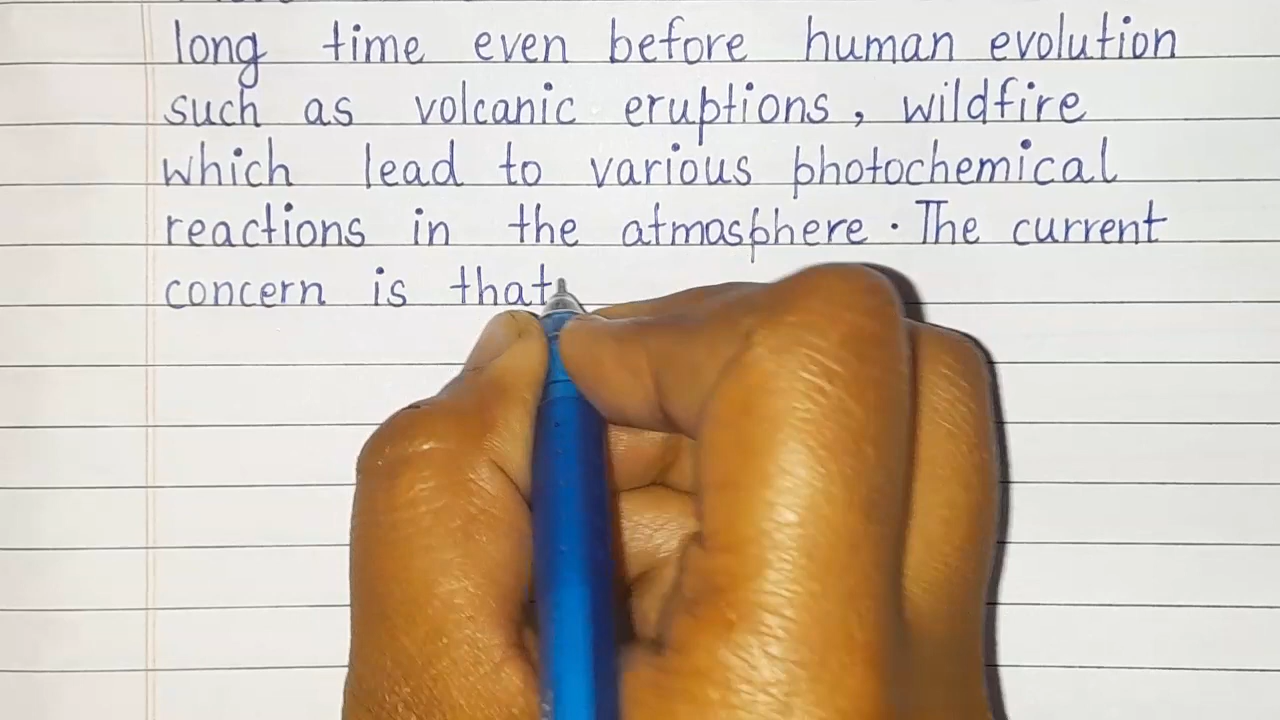 long time even before human evolution
such as volcanic eruptions, wildfire
which lead to various photochemical
reactions in the atmasphere. The current
concern is that